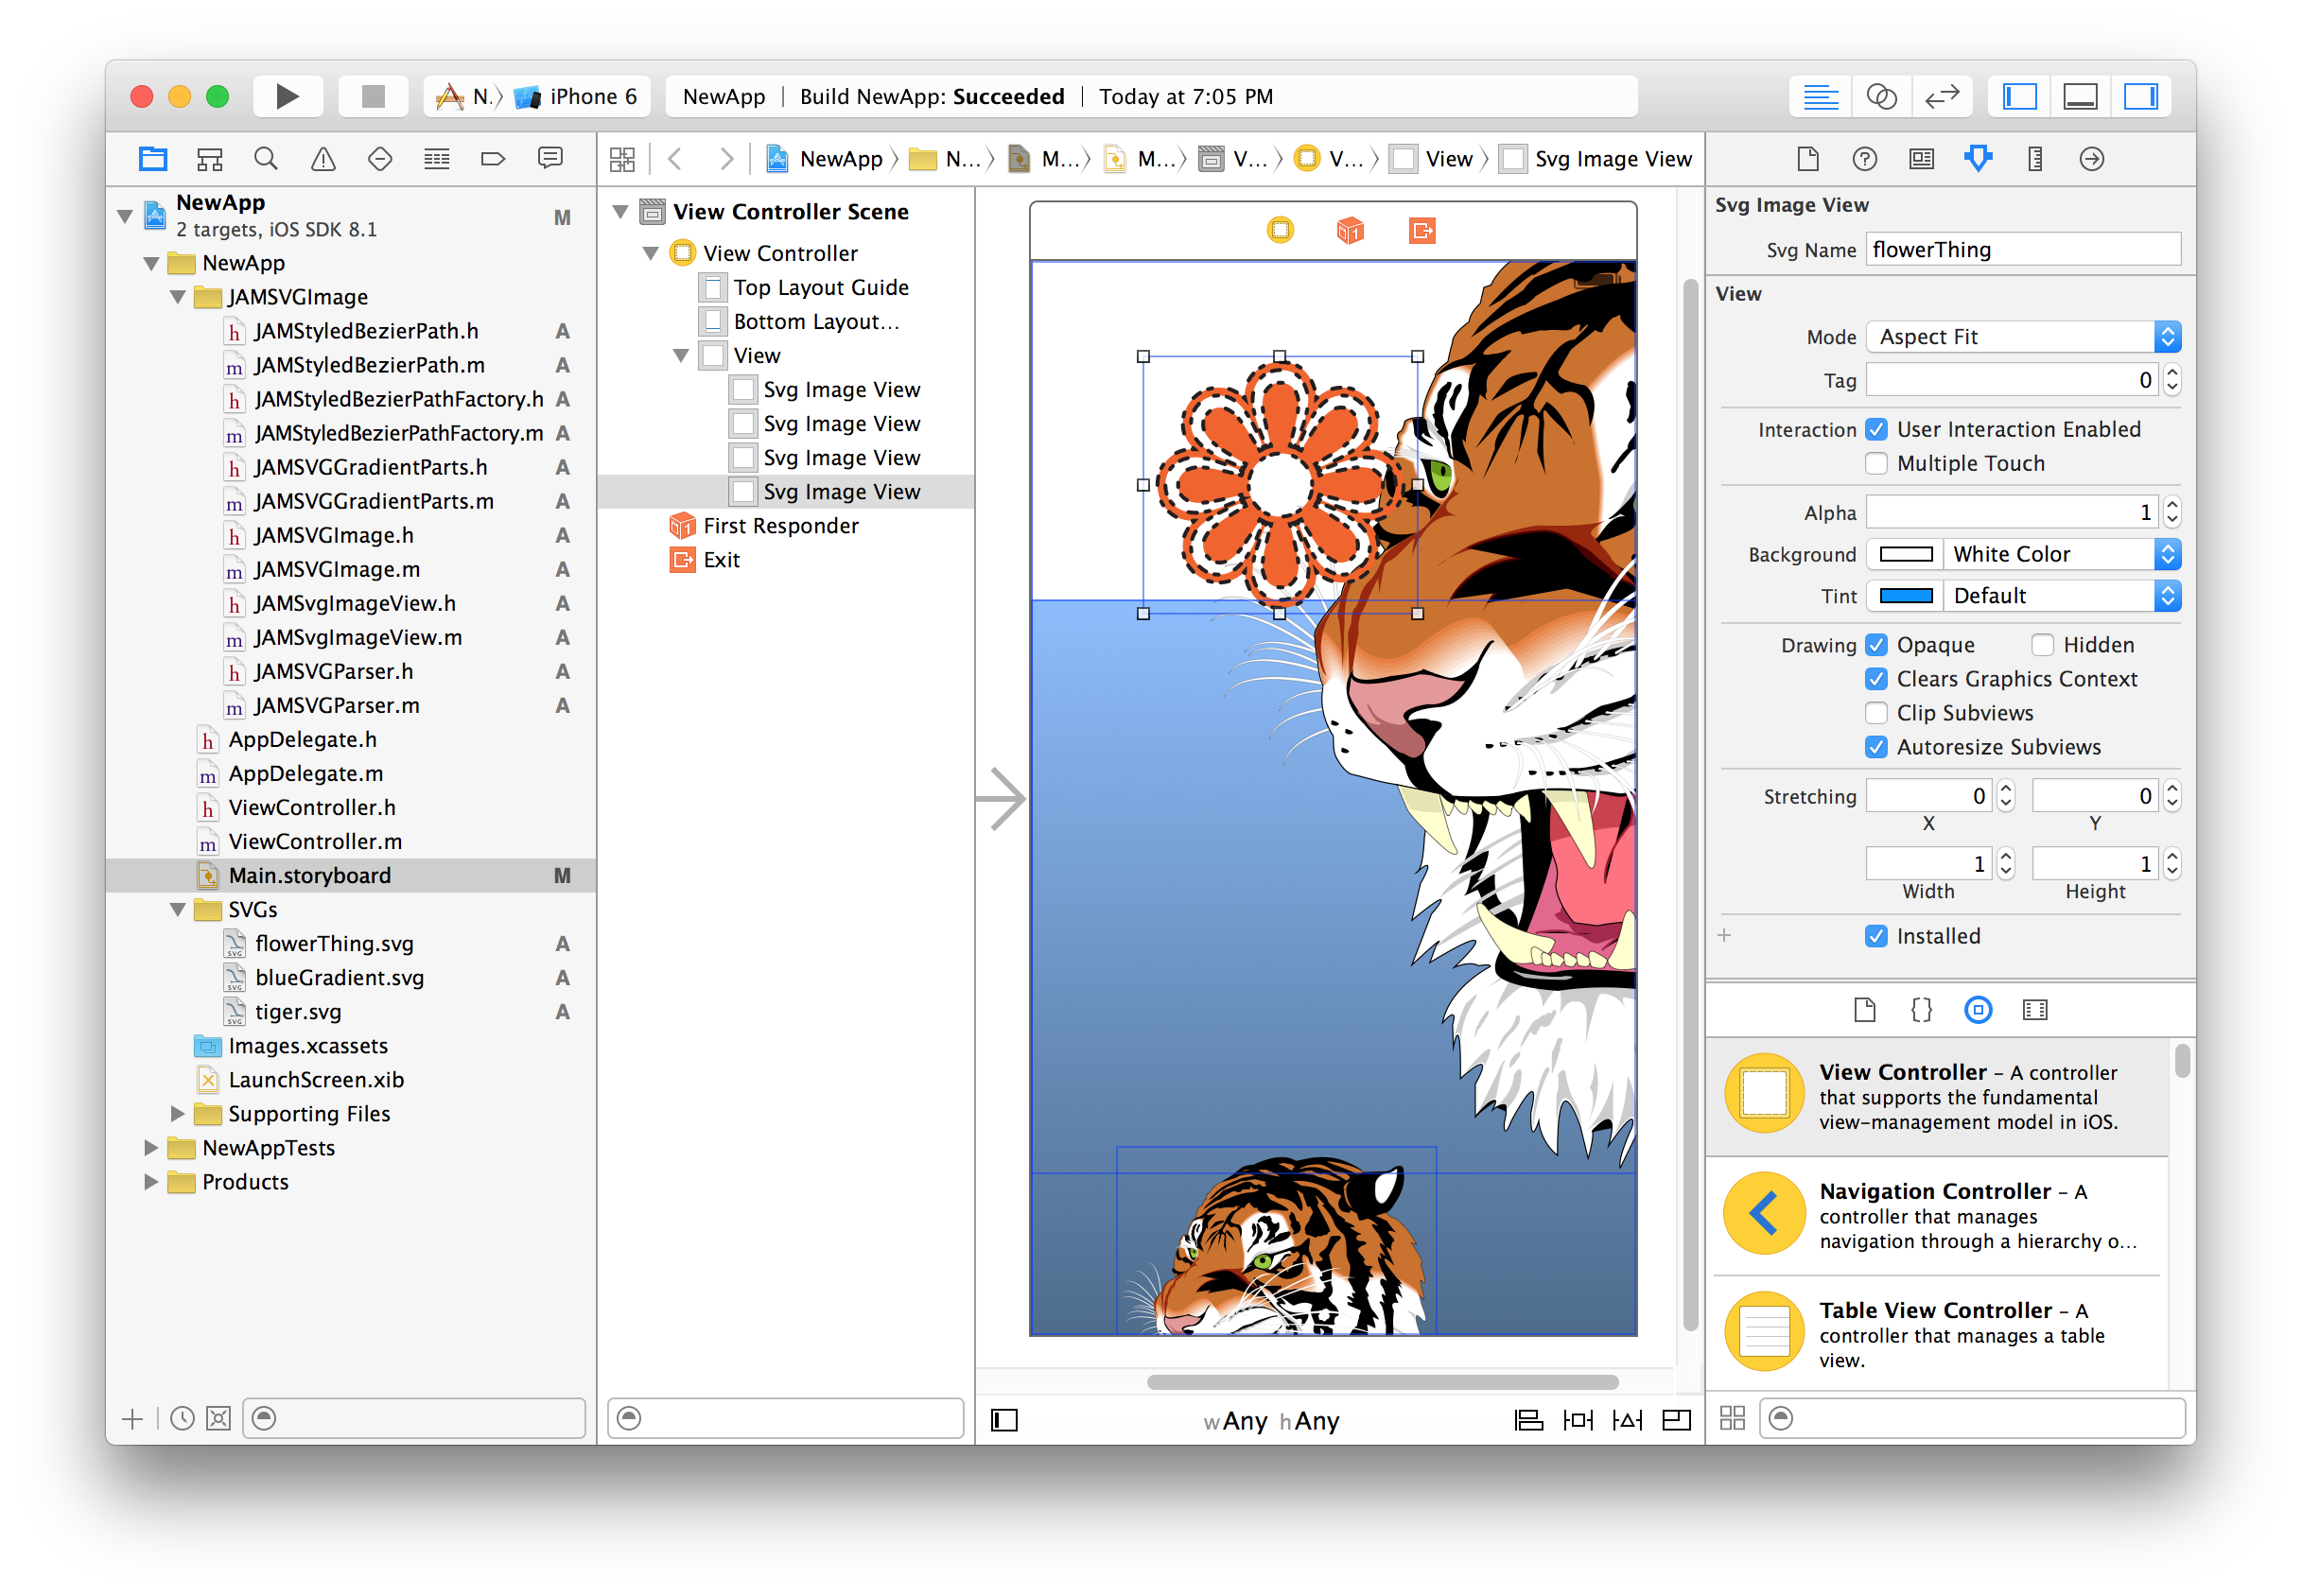 N. iPhone 6
NewApp | Build NewApp: Succeeded | Today at 7:05 PM
NewApp N... M... M... V... V... View Svg Image View
NewApp
2 targets, iOS SDK 8.1
M
NewApp
JAMSVGImage
JAMStyledBezierPath.h A
JAMStyledBezierPath.m A
JAMStyledBezierPathFactory.h A
JAMStyledBezierPathFactory.m A
JAMSVGGradientParts.h A
JAMSVGGradientParts.m A
JAMSVGImage.h A
JAMSVGImage.m A
JAMSvgImageView.h A
JAMSvgImageView.m A
JAMSVGParser.h A
JAMSVGParser.m A
AppDelegate.h
AppDelegate.m
ViewController.h
ViewController.m
Main.storyboard M
SVGs
flowerThing.svg A
blueGradient.svg A
tiger.svg A
Images.xcassets
LaunchScreen.xib
Supporting Files
NewAppTests
Products
View Controller Scene
View Controller
Top Layout Guide
Bottom Layout...
View
Svg Image View
Svg Image View
Svg Image View
Svg Image View
First Responder
Exit
wAny hAny
Svg Image View
Svg Name flowerThing
View
Mode Aspect Fit
Tag 0
Interaction User Interaction Enabled
Multiple Touch
Alpha 1
Background White Color
Tint Default
Drawing Opaque Hidden
Clears Graphics Context
Clip Subviews
Autoresize Subviews
Stretching 0 0
X Y
1 1
Width Height
+ Installed
{}
View Controller – A controller
that supports the fundamental
view-management model in iOS.
Navigation Controller – A
controller that manages
navigation through a hierarchy o...
Table View Controller – A
controller that manages a table
view.